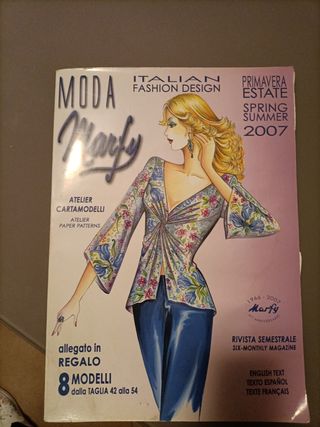 MODA
Marfy
ITALIAN
FASHION DESIGN
PRIMAVERA
ESTATE
SPRING
SUMMER
2007
ATELIER
CARTAMODELLI
ATELIER
PAPER PATTERNS
1966 - 2007
Marfy
RIVISTA SEMESTRALE
SIX-MONTHLY MAGAZINE
allegato in
REGALO
8 MODELLI
dalla TAGLIA 42 alla 54
ENGLISH TEXT
TEXTO ESPAÑOL
TEXTE FRANÇAIS